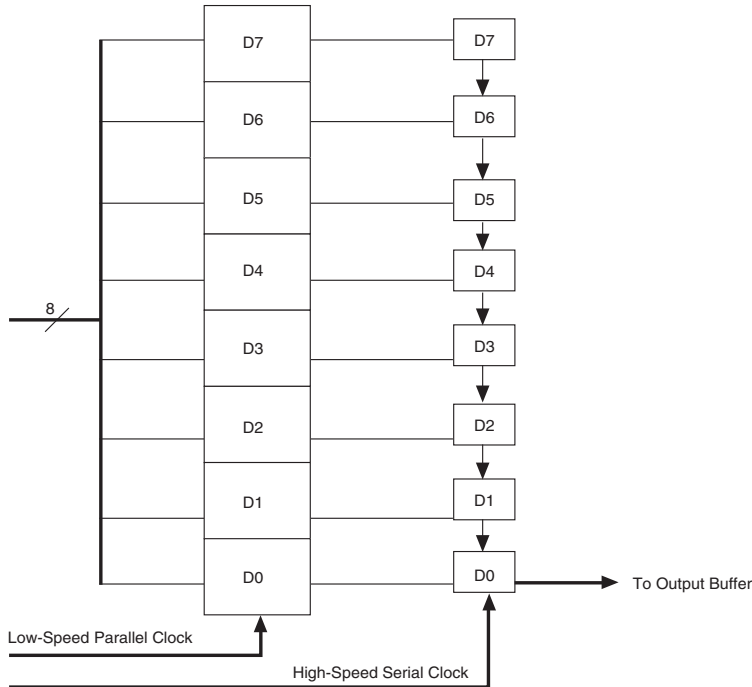 D7 D7
D6 D6
D5 D5
D4 D4
8
D3 D3
D2 D2
D1 D1
D0 D0 To Output Buffer
Low-Speed Parallel Clock
High-Speed Serial Clock